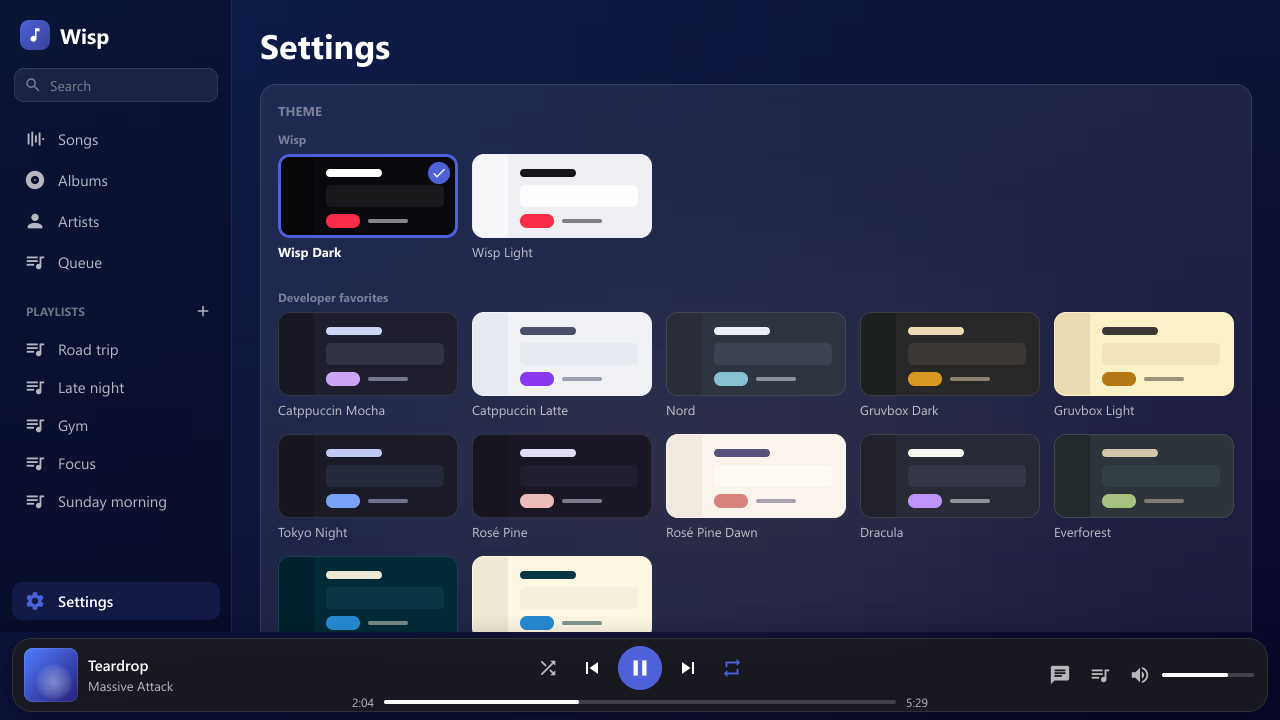 Wisp
Search
Songs
Albums
Artists
Queue
PLAYLISTS
Road trip
Late night
Gym
Focus
Sunday morning
Settings
Settings
THEME
Wisp
Wisp Dark
Wisp Light
Developer favorites
Catppuccin Mocha
Catppuccin Latte
Nord
Gruvbox Dark
Gruvbox Light
Tokyo Night
Rosé Pine
Rosé Pine Dawn
Dracula
Everforest
Teardrop
Massive Attack
2:04
5:29